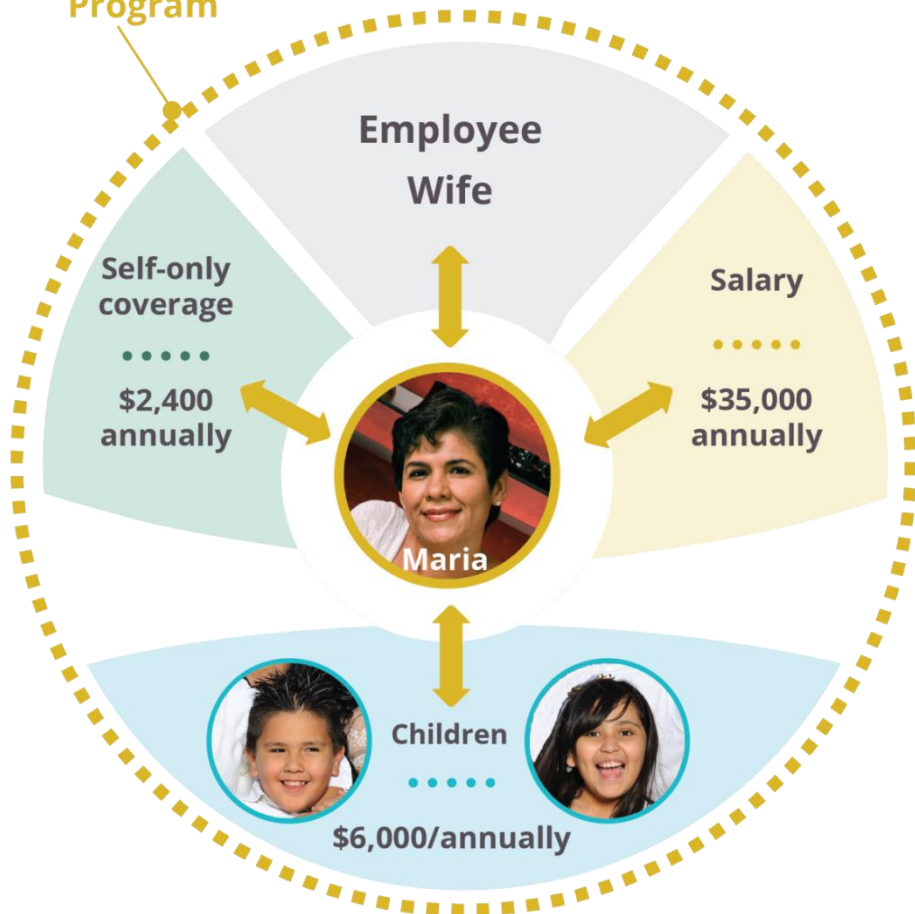 Program
Employee
Wife
Self-only
coverage
$2,400
annually
Salary
$35,000
annually
Maria
Children
$6,000/annually